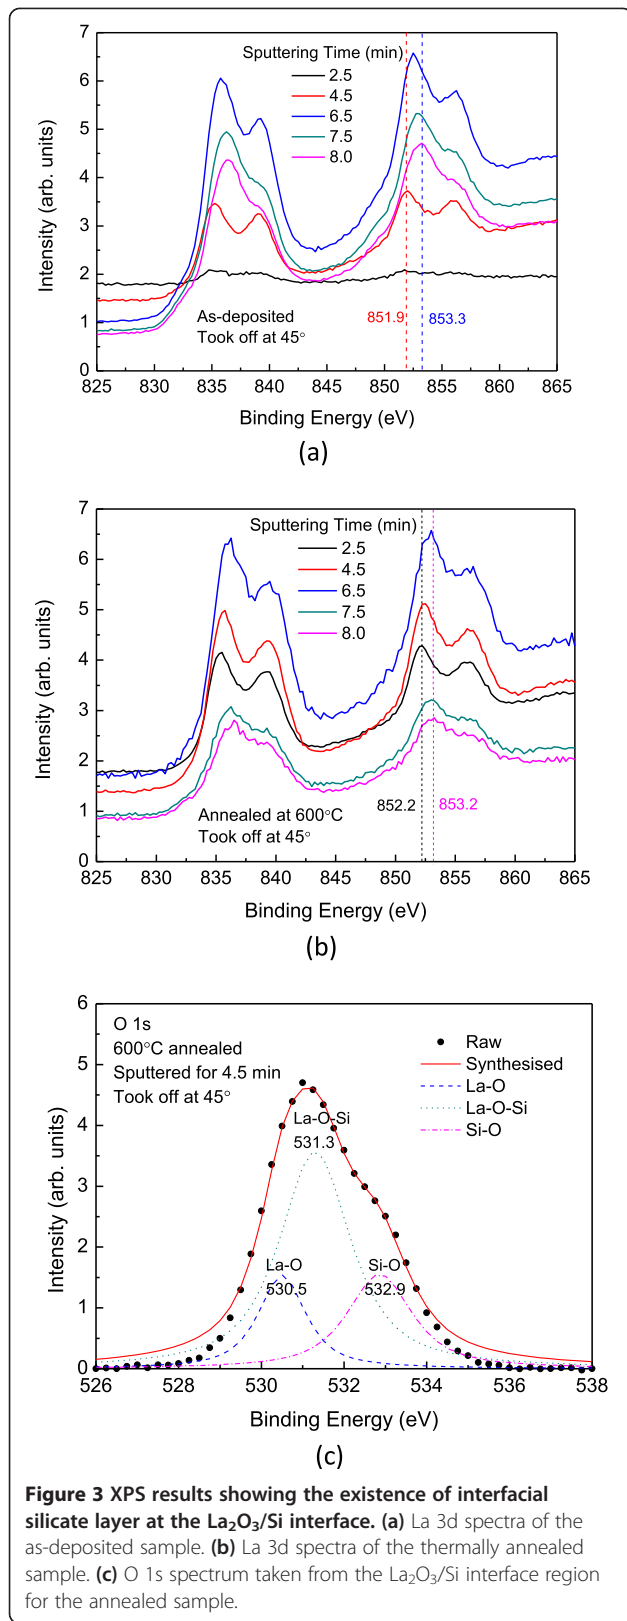 7
6
5
4
3
2
1
0
Intensity (arb. units)
Sputtering Time (min)
2.5
4.5
6.5
7.5
8.0
As-deposited
Took off at 45°
851.9
853.3
825 830 835 840 845 850 855 860 865
Binding Energy (eV)
(a)
7
6
5
4
3
2
1
0
Intensity (arb. units)
Sputtering Time (min)
2.5
4.5
6.5
7.5
8.0
Annealed at 600°C
Took off at 45°
852.2
853.2
825 830 835 840 845 850 855 860 865
Binding Energy (eV)
(b)
6
5
4
3
2
1
0
Intensity (arb. units)
O 1s
600°C annealed
Sputtered for 4.5 min
Took off at 45°
Raw
Synthesised
La-O
La-O-Si
Si-O
La-O-Si
531.3
La-O
530.5
Si-O
532.9
526 528 530 532 534 536 538
Binding Energy (eV)
(c)
Figure 3 XPS results showing the existence of interfacial
silicate layer at the La₂O₃/Si interface. (a) La 3d spectra of the
as-deposited sample. (b) La 3d spectra of the thermally annealed
sample. (c) O 1s spectrum taken from the La₂O₃/Si interface region
for the annealed sample.